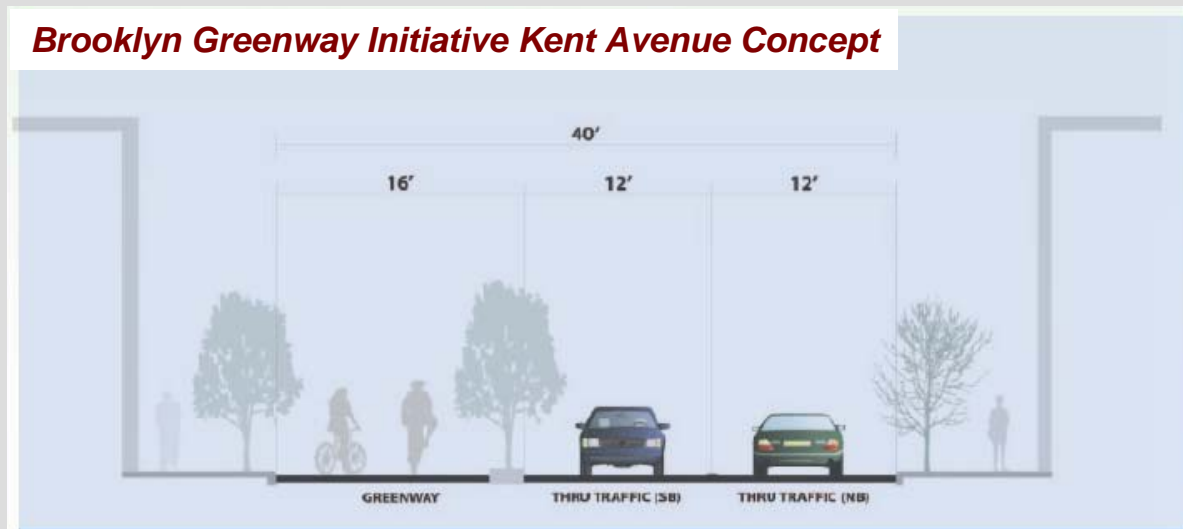 Brooklyn Greenway Initiative Kent Avenue Concept
40'
16' 12' 12'
GREENWAY THRU TRAFFIC (SB) THRU TRAFFIC (NB)